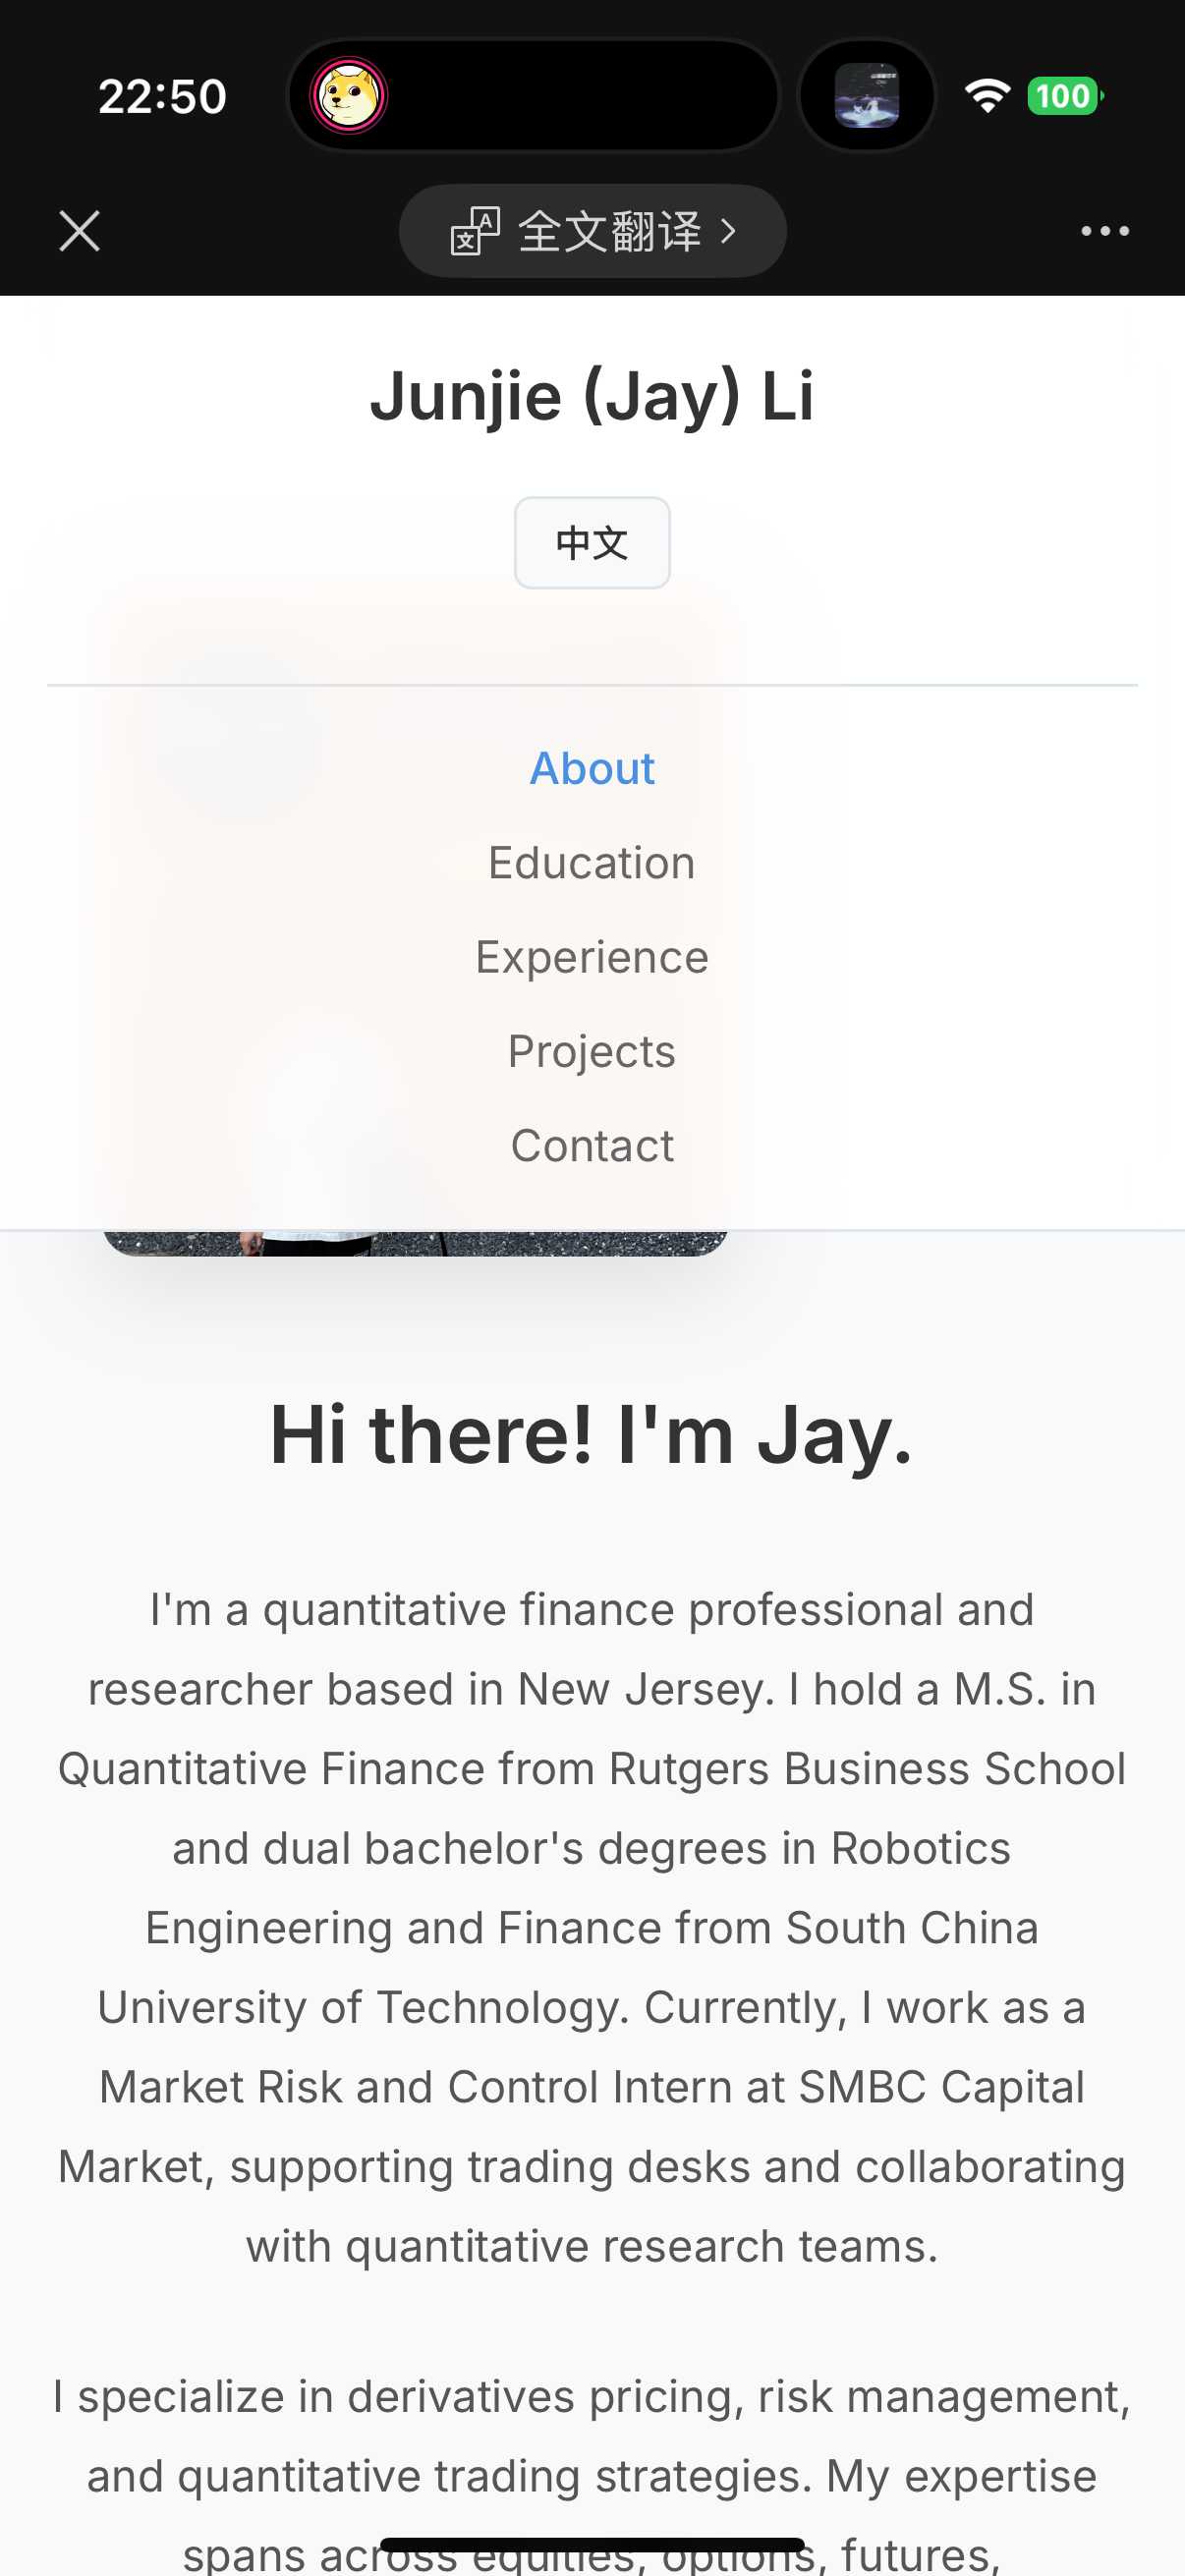 22:50
100
全文翻译
Junjie (Jay) Li
中文
About
Education
Experience
Projects
Contact
Hi there! I'm Jay.
I'm a quantitative finance professional and
researcher based in New Jersey. I hold a M.S. in
Quantitative Finance from Rutgers Business School
and dual bachelor's degrees in Robotics
Engineering and Finance from South China
University of Technology. Currently, I work as a
Market Risk and Control Intern at SMBC Capital
Market, supporting trading desks and collaborating
with quantitative research teams.
I specialize in derivatives pricing, risk management,
and quantitative trading strategies. My expertise
spans across equities, options, futures,